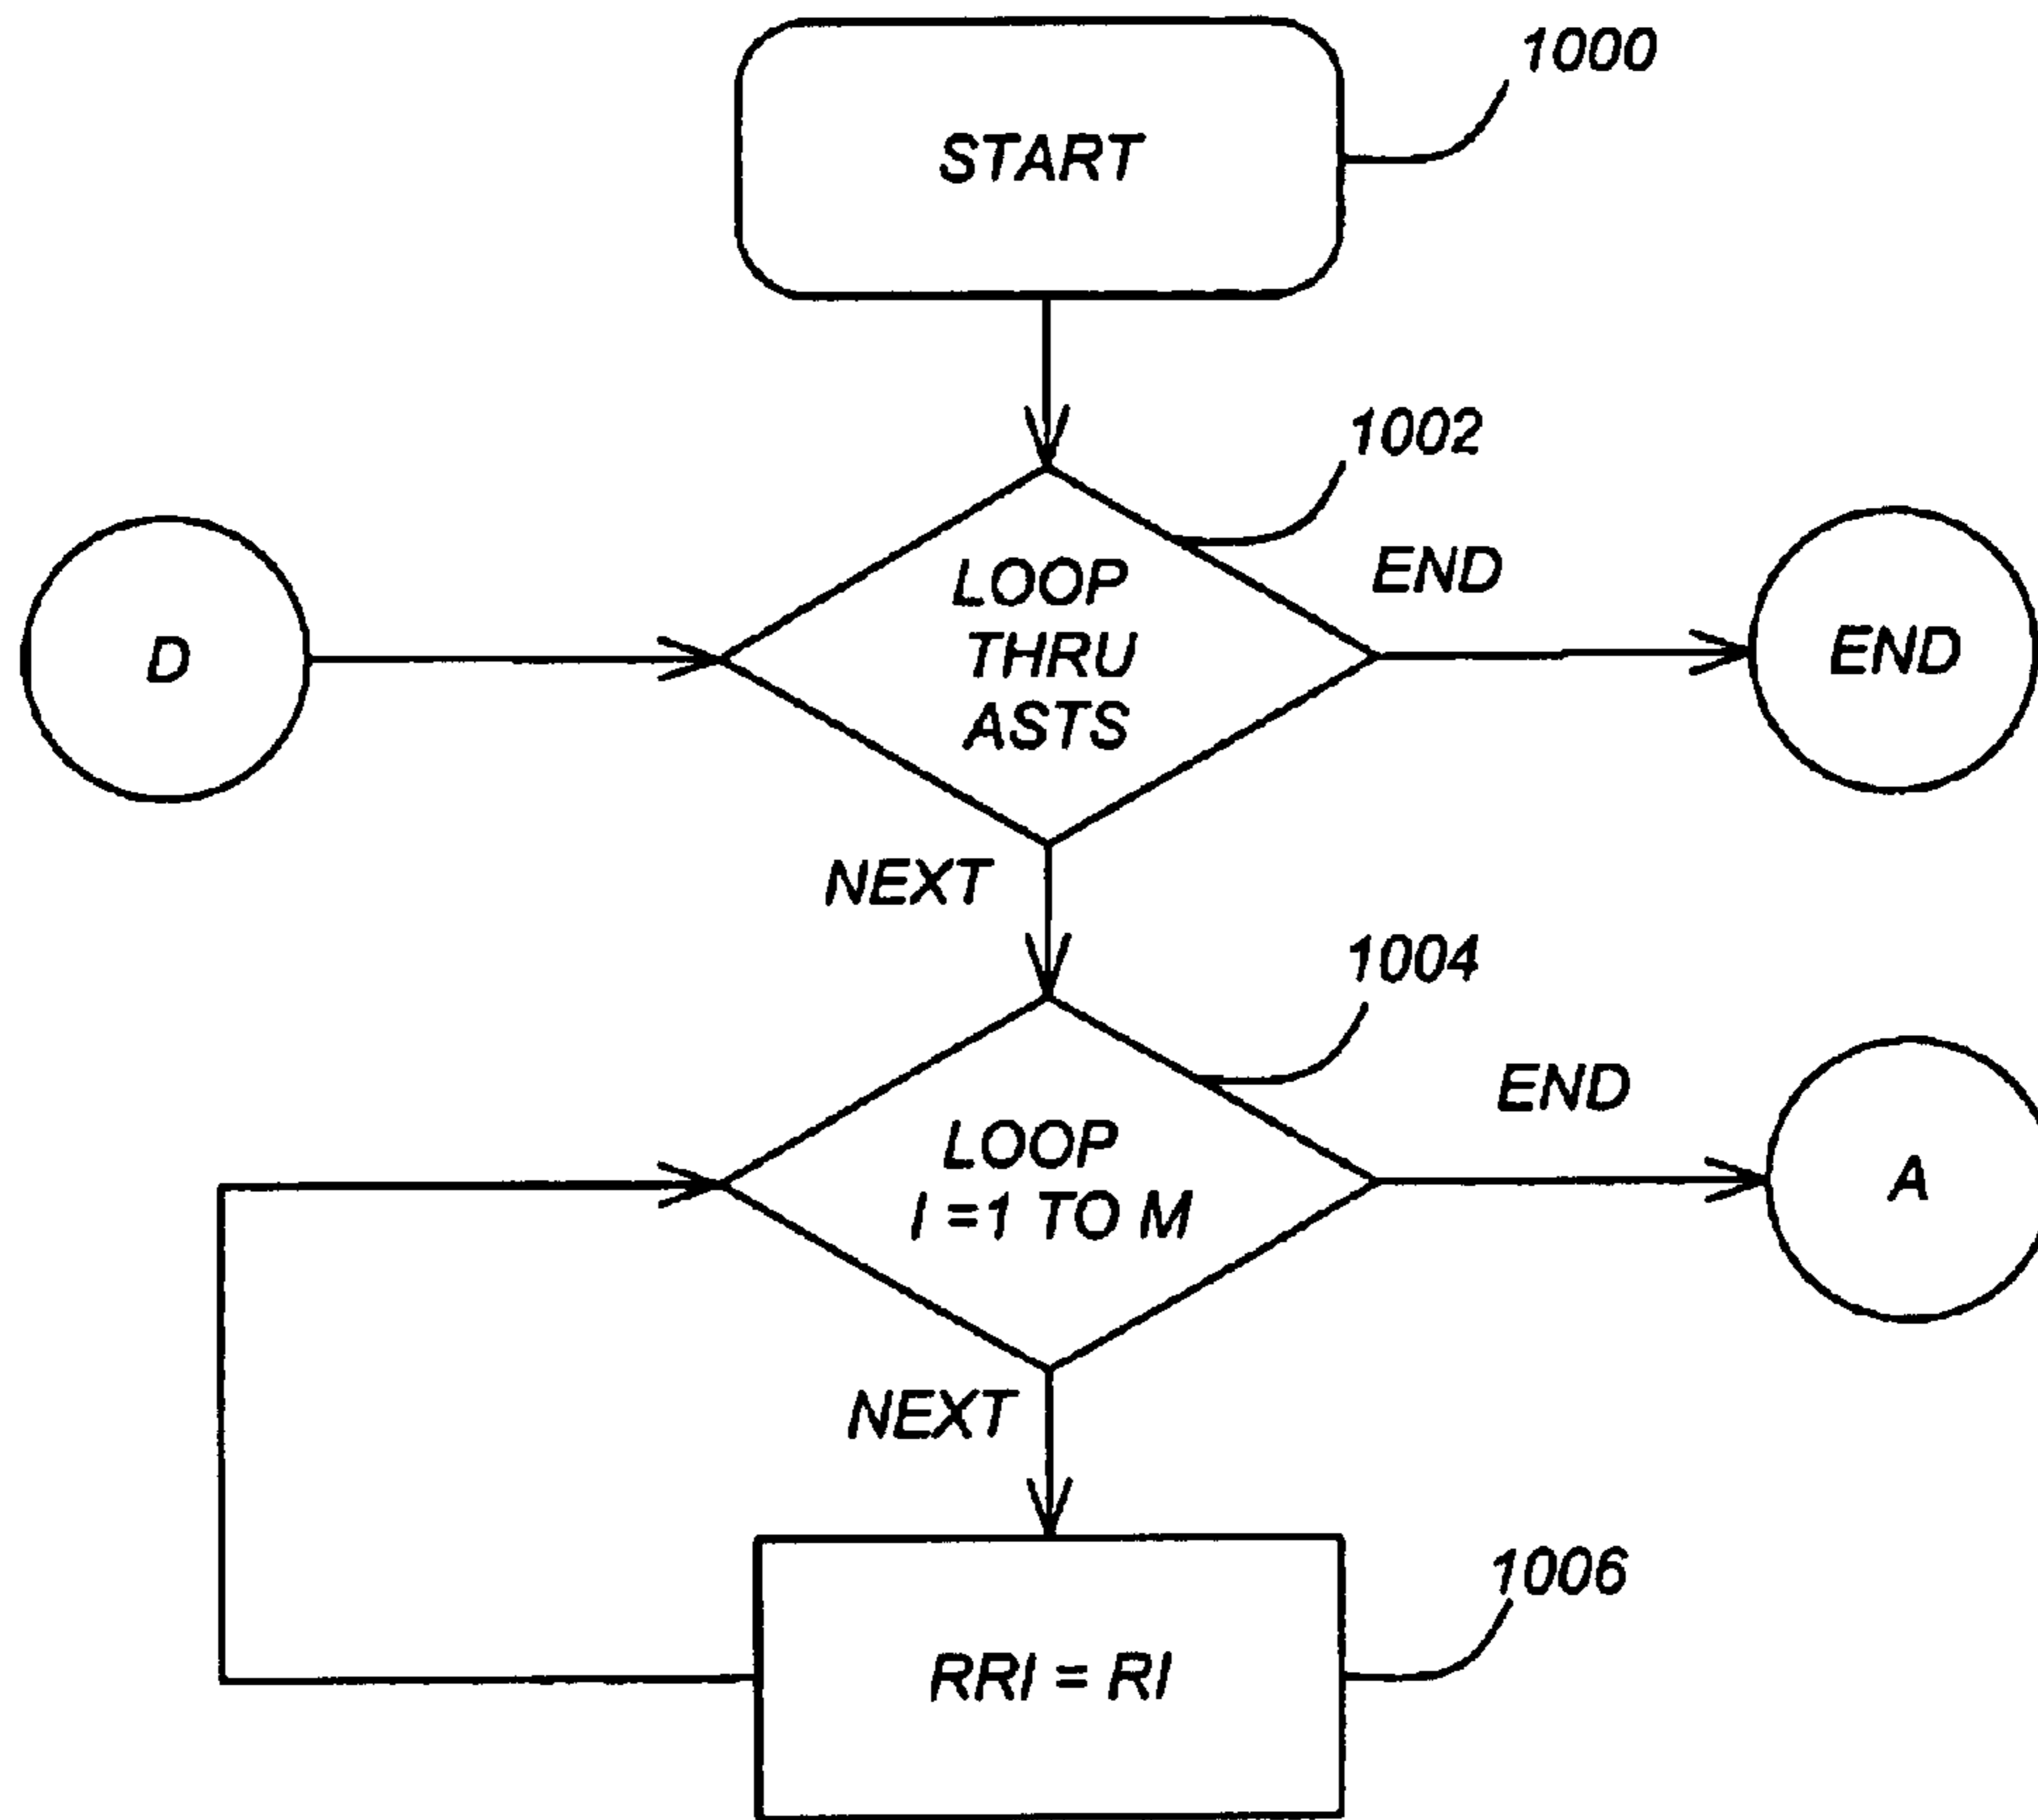 1000
START
1002
END
LOOP
THRU
ASTS
D
END
NEXT
1004
END
LOOP
I =1 TO M
A
NEXT
1006
RRI = RI